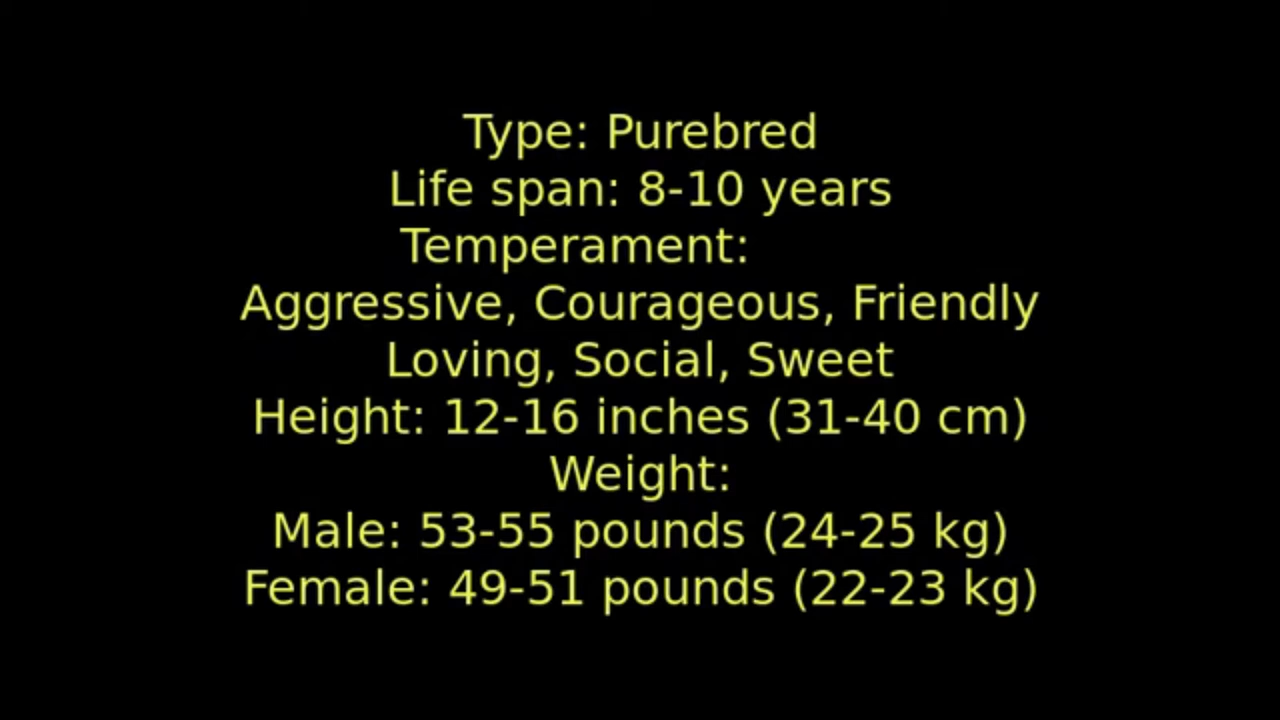 Type: Purebred
Life span: 8-10 years
Temperament:
Aggressive, Courageous, Friendly
Loving, Social, Sweet
Height: 12-16 inches (31-40 cm)
Weight:
Male: 53-55 pounds (24-25 kg)
Female: 49-51 pounds (22-23 kg)